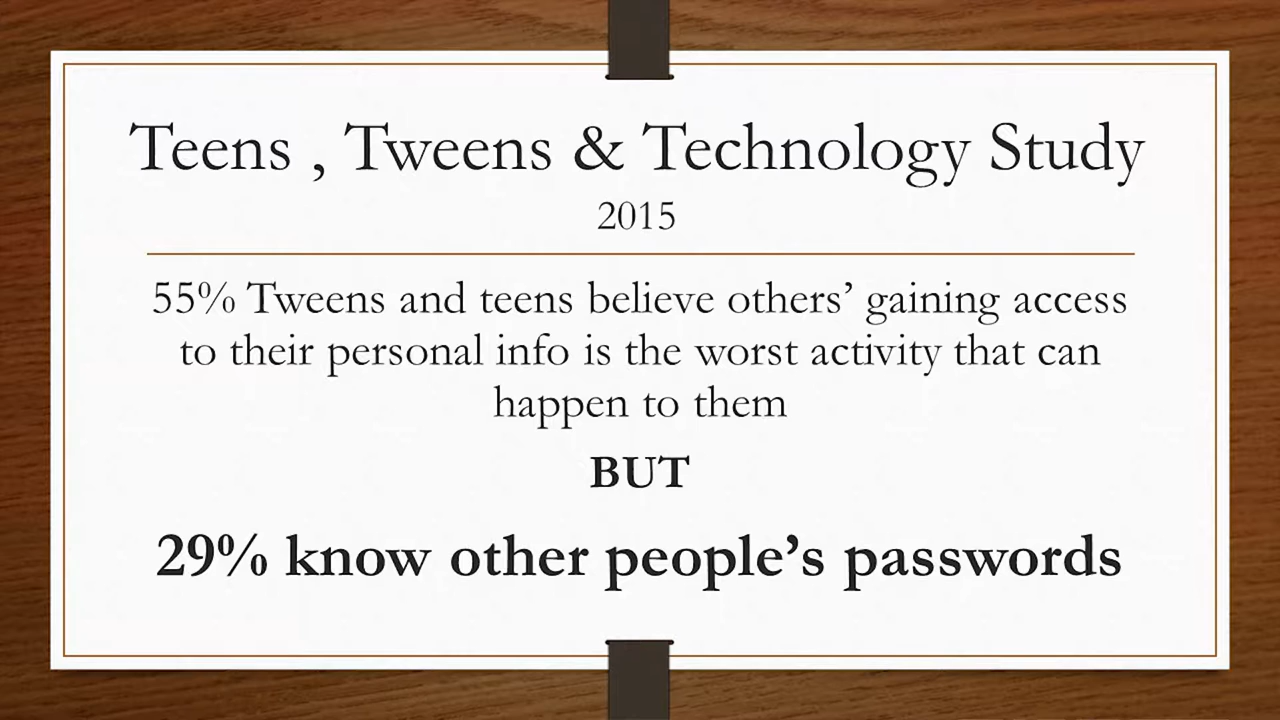 Teens , Tweens & Technology Study
2015
55% Tweens and teens believe others’ gaining access
to their personal info is the worst activity that can
happen to them
BUT
29% know other people’s passwords